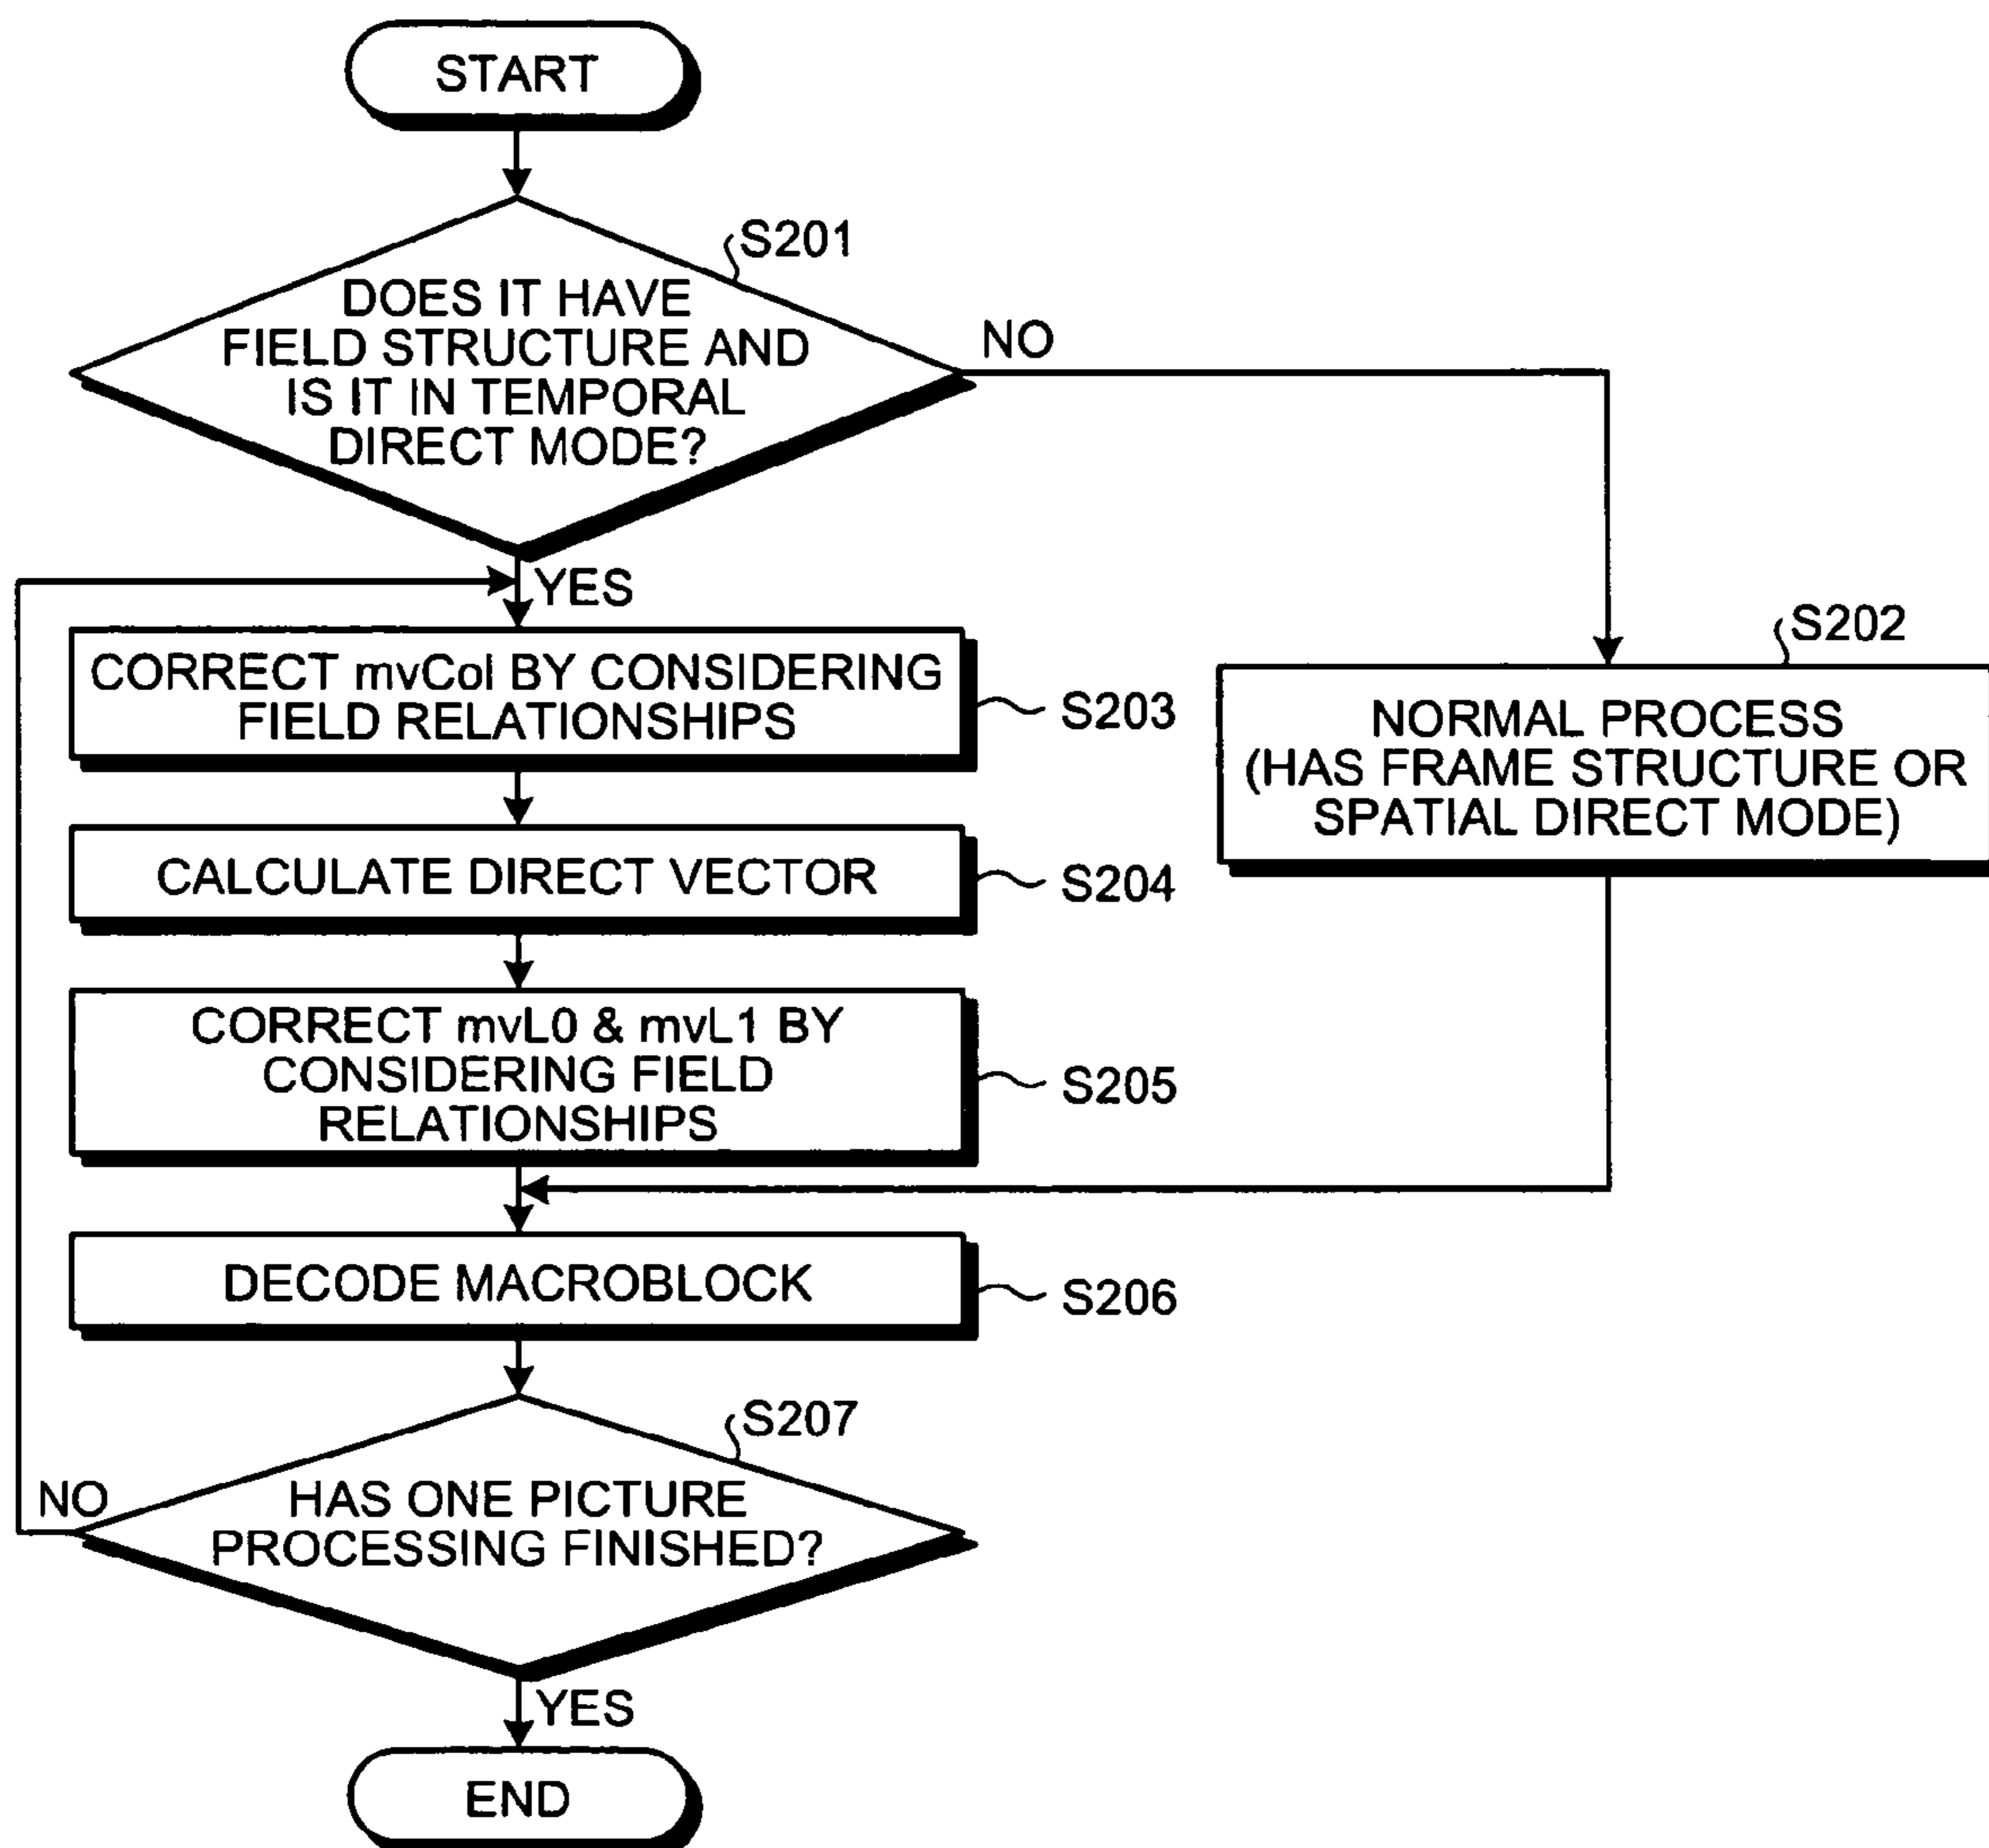 START
S201
DOES IT HAVE
FIELD STRUCTURE AND
IS IT IN TEMPORAL
DIRECT MODE?
NO
YES
S202
NORMAL PROCESS
(HAS FRAME STRUCTURE OR
SPATIAL DIRECT MODE)
CORRECT mvCol BY CONSIDERING
FIELD RELATIONSHIPS
S203
CALCULATE DIRECT VECTOR
S204
CORRECT mvL0 & mvL1 BY
CONSIDERING FIELD
RELATIONSHIPS
S205
DECODE MACROBLOCK
S206
S207
HAS ONE PICTURE
PROCESSING FINISHED?
NO
YES
END